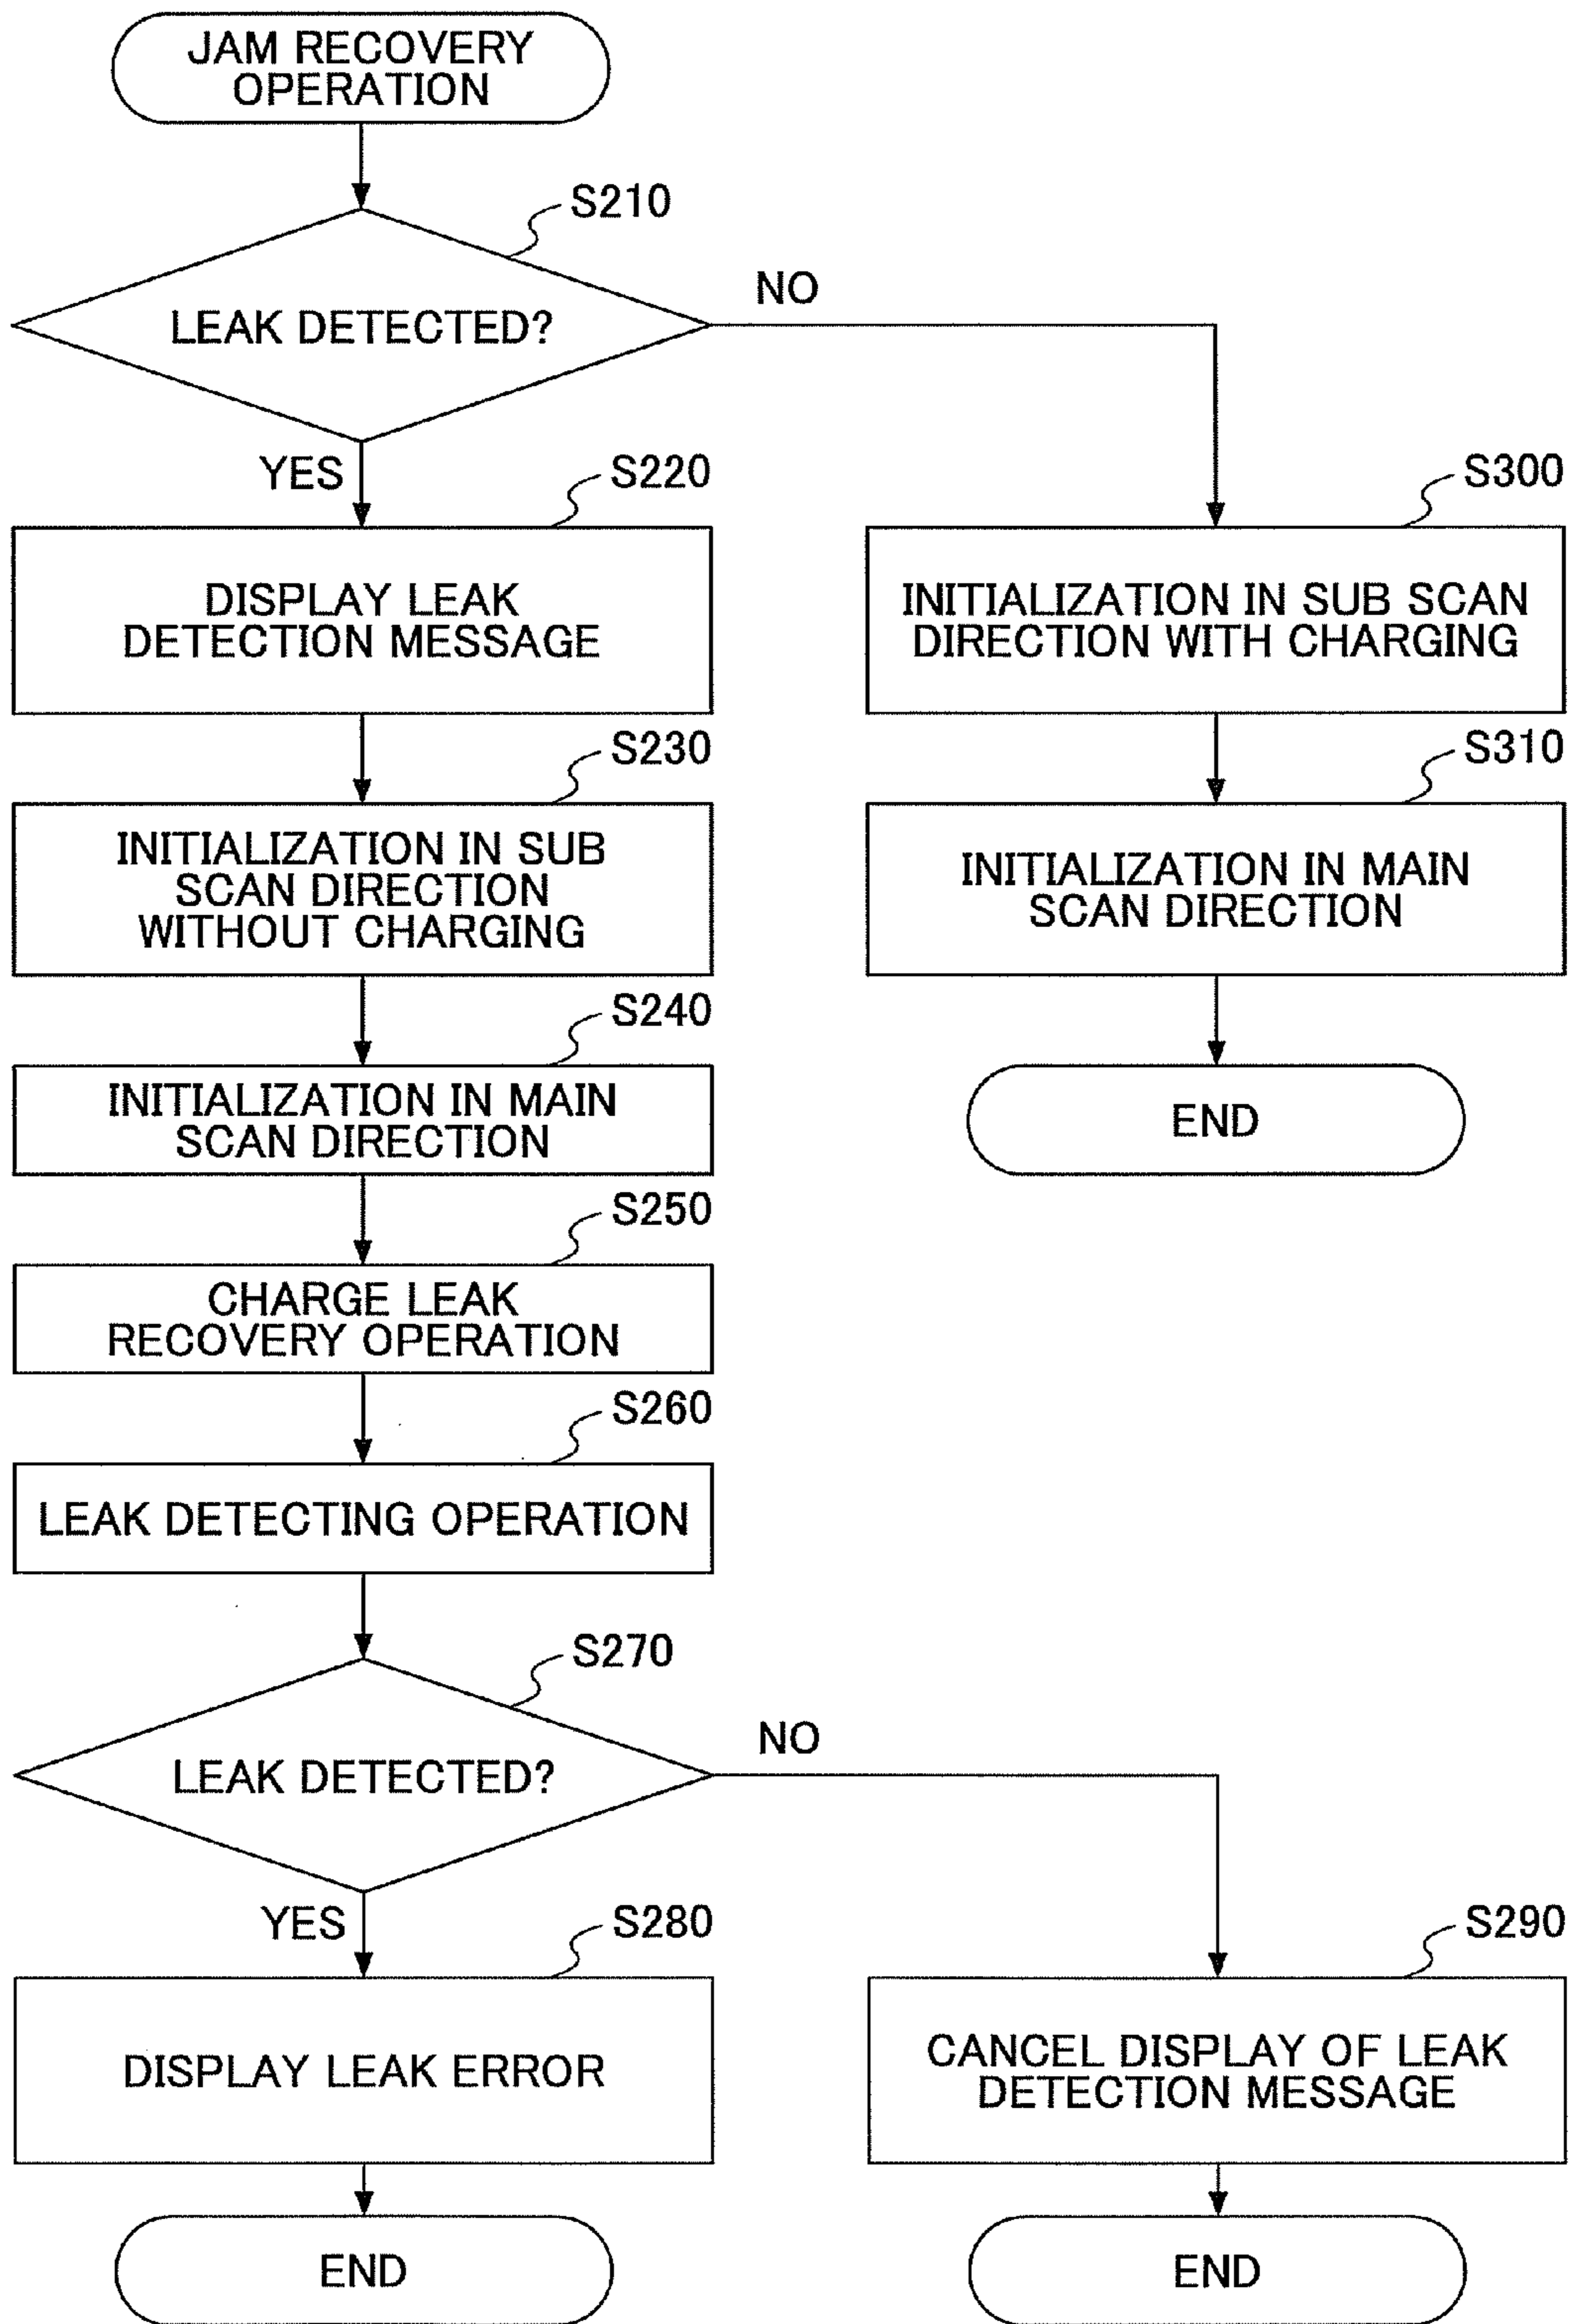 JAM RECOVERY
OPERATION
S210
LEAK DETECTED?
NO
YES
S220
DISPLAY LEAK
DETECTION MESSAGE
S300
INITIALIZATION IN SUB SCAN
DIRECTION WITH CHARGING
S230
INITIALIZATION IN SUB
SCAN DIRECTION
WITHOUT CHARGING
S310
INITIALIZATION IN MAIN
SCAN DIRECTION
S240
INITIALIZATION IN MAIN
SCAN DIRECTION
END
S250
CHARGE LEAK
RECOVERY OPERATION
S260
LEAK DETECTING OPERATION
S270
LEAK DETECTED?
NO
YES
S280
DISPLAY LEAK ERROR
S290
CANCEL DISPLAY OF LEAK
DETECTION MESSAGE
END
END